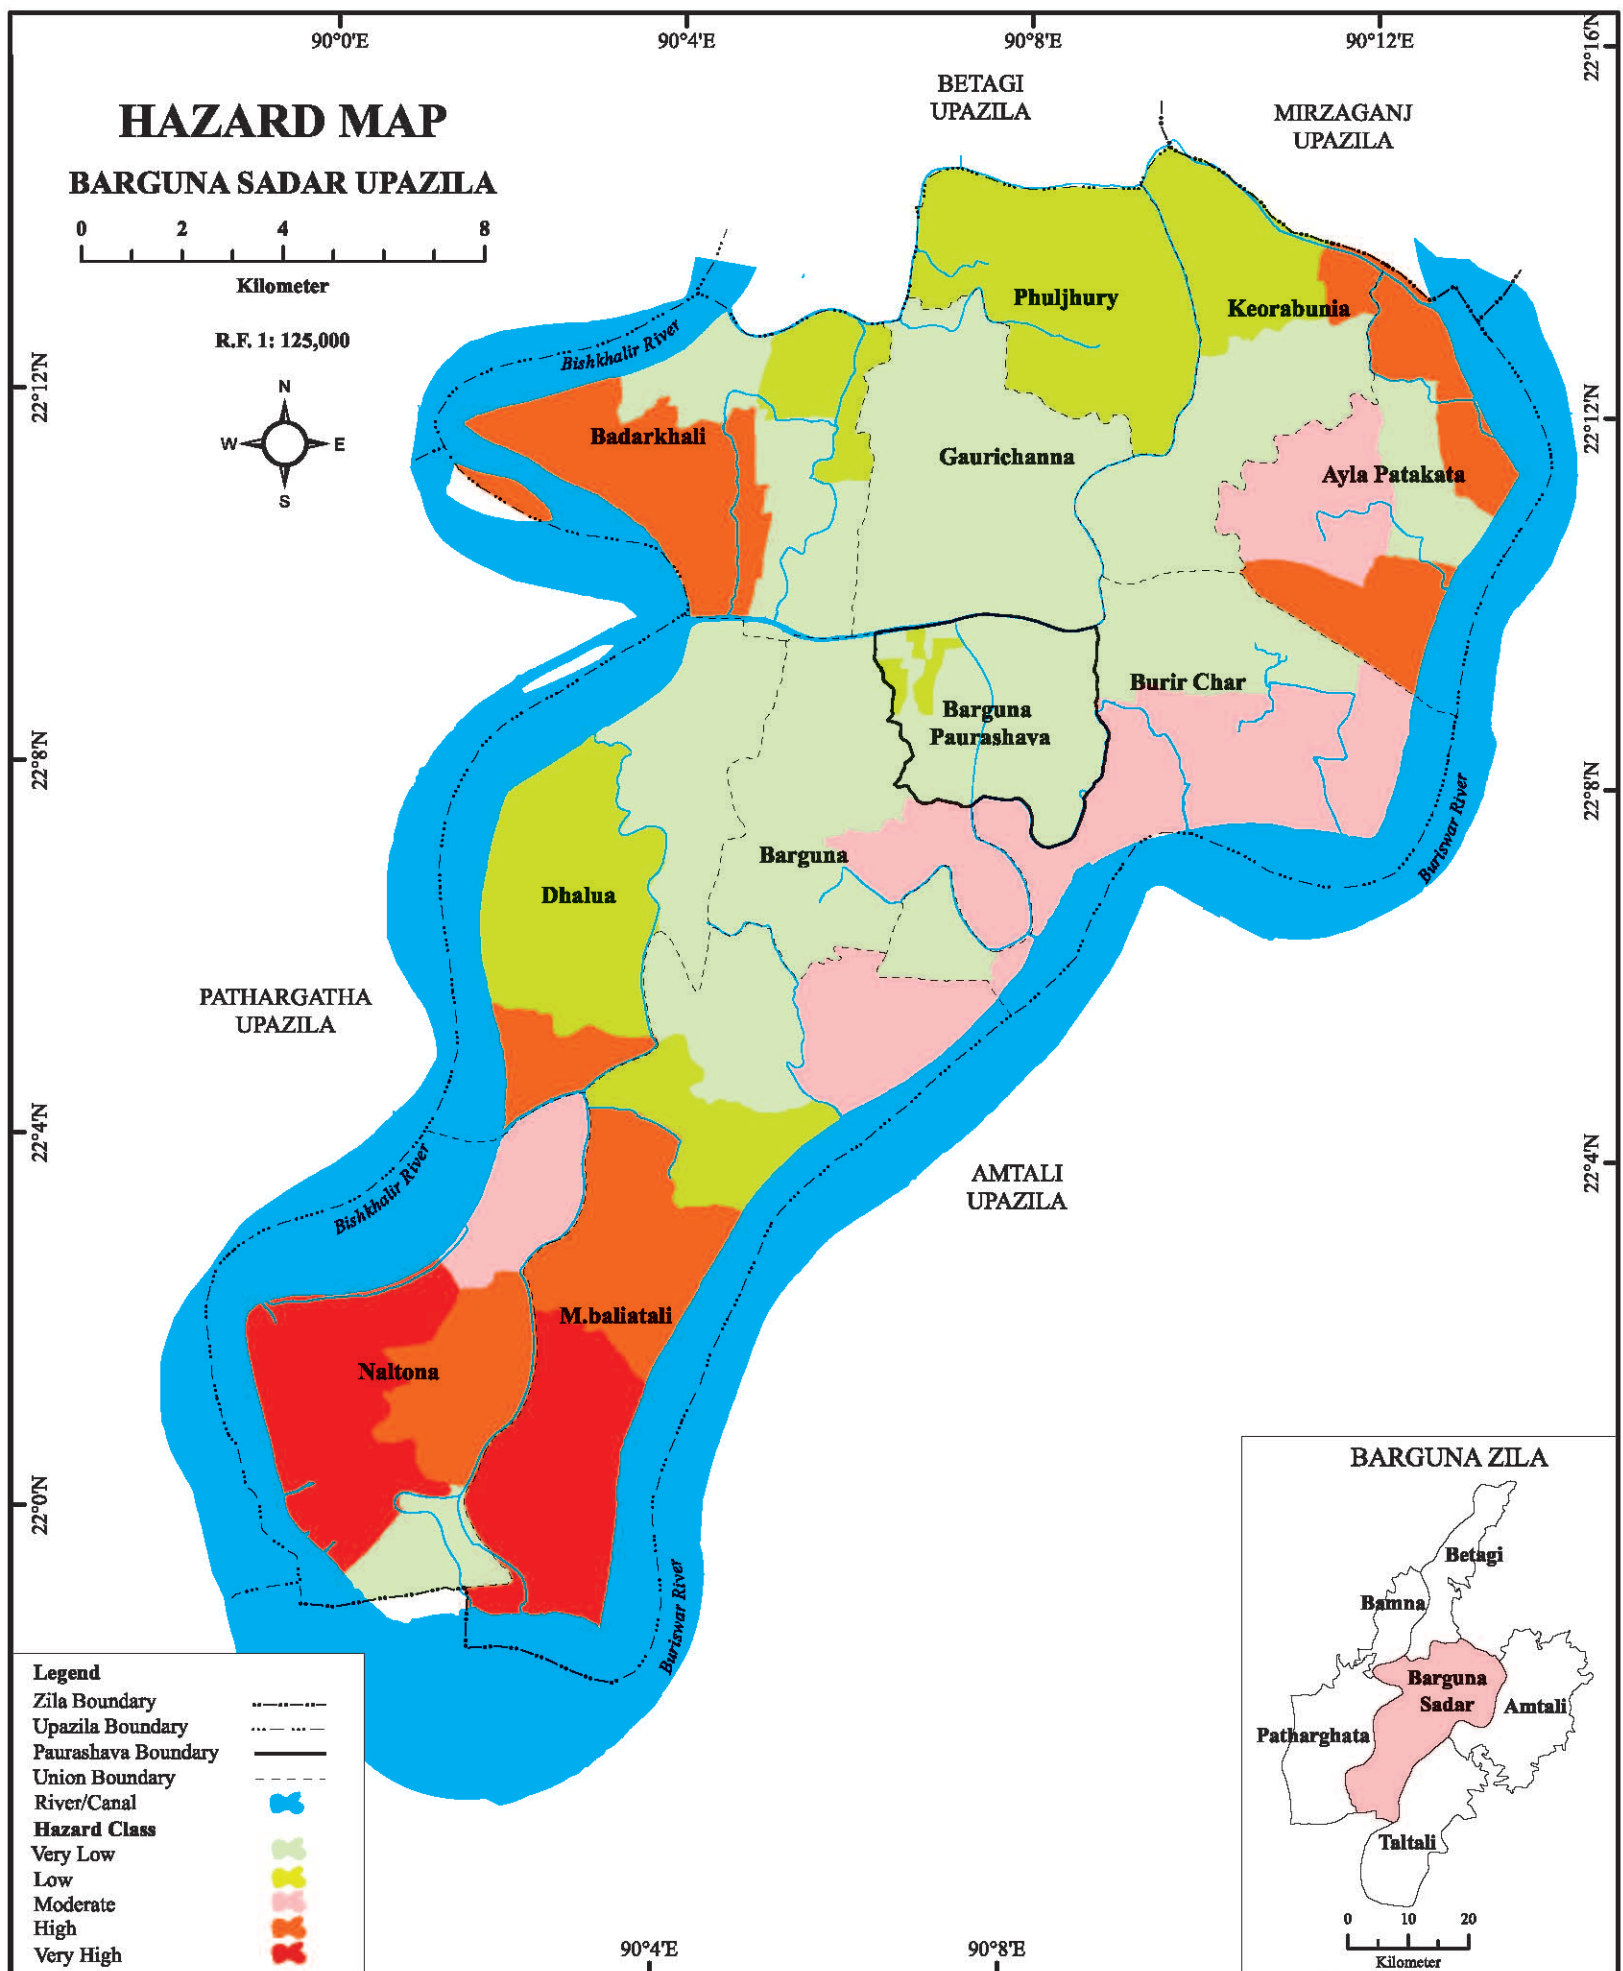 90°0'E
90°4'E
90°8'E
90°12'E
22°16'N
HAZARD MAP
BARGUNA SADAR UPAZILA
0 2 4 6 8
Kilometer
R.F. 1: 125,000
N
W E
S
BETAGI
UPAZILA
MIRZAGANJ
UPAZILA
Bishkhalir River
Phuljhury
Keorabunia
22°12'N
22°12'N
Badarkhali
Gaurichanna
Ayla Patakata
Burir Char
Barguna
Paurashava
22°8'N
22°8'N
Buriswar River
Barguna
Dhalua
PATHARGATHA
UPAZILA
22°4'N
22°4'N
Bishkhalir River
AMTALI
UPAZILA
M.baliatali
Naltona
22°0'N
Buriswar River
Legend
Zila Boundary
Upazila Boundary
Paurashava Boundary
Union Boundary
River/Canal
Hazard Class
Very Low
Low
Moderate
High
Very High
90°4'E
90°8'E
BARGUNA ZILA
Betagi
Bamna
Barguna
Sadar
Amtali
Patharghata
Taltali
0 10 20
Kilometer